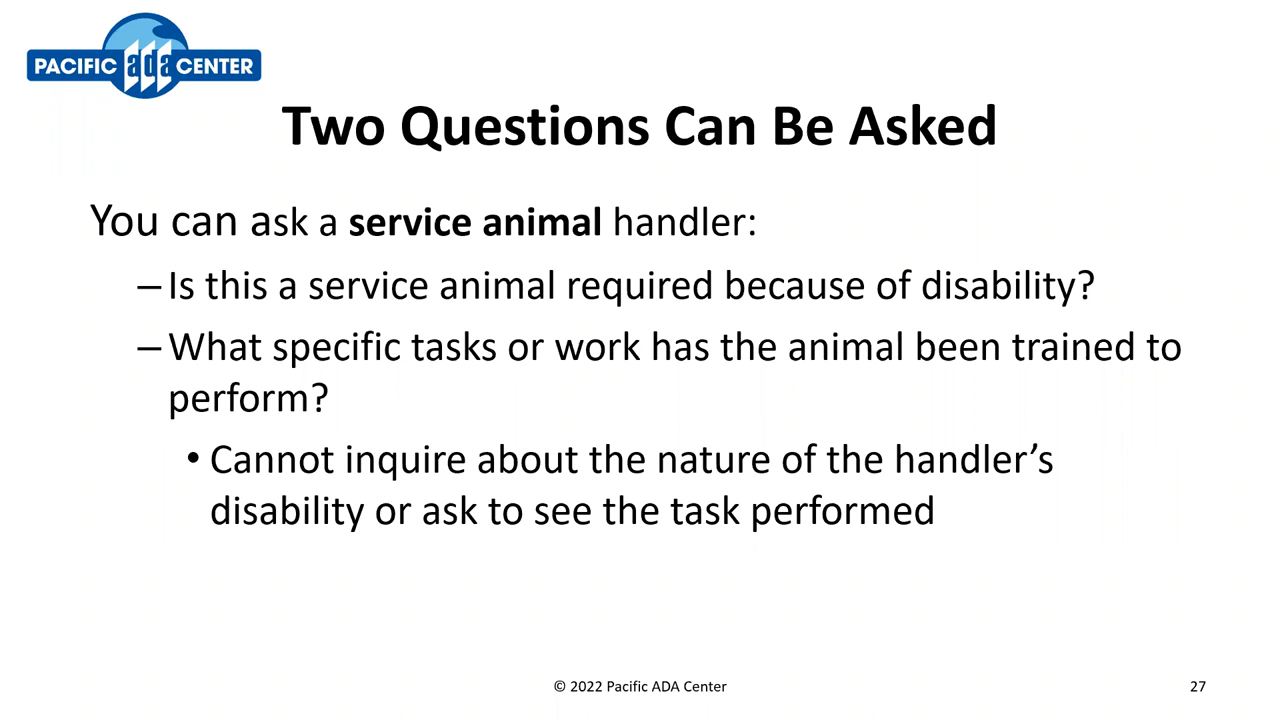 PACIFIC ada CENTER
Two Questions Can Be Asked
You can ask a service animal handler:
– Is this a service animal required because of disability?
– What specific tasks or work has the animal been trained to
perform?
• Cannot inquire about the nature of the handler’s
disability or ask to see the task performed
© 2022 Pacific ADA Center
27